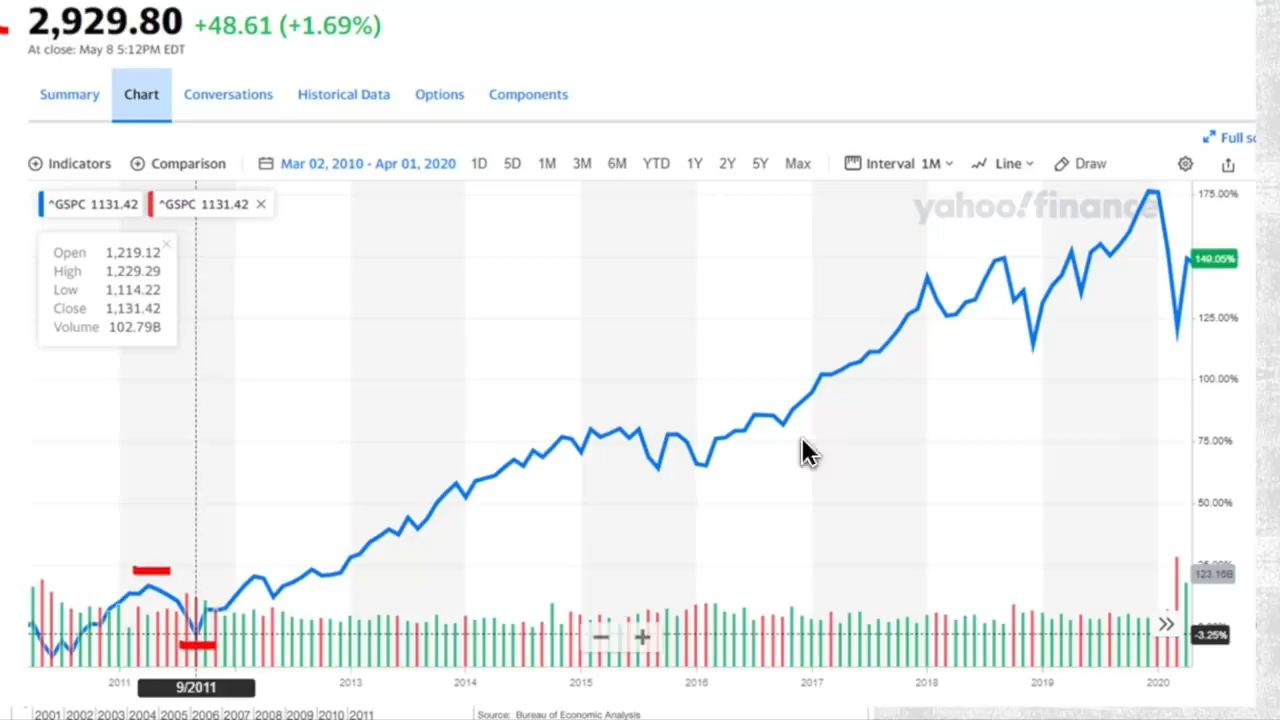 2,929.80 +48.61 (+1.69%)
At close: May 8 5:12PM EDT
Summary Chart Conversations Historical Data Options Components
Full sc
Indicators Comparison Mar 02, 2010 - Apr 01, 2020 1D 5D 1M 3M 6M YTD 1Y 2Y 5Y Max Interval 1M Line Draw
^GSPC 1131.42 ^GSPC 1131.42
yahoo!finance
175.00%
Open 1,219.12
High 1,229.29
Low 1,114.22
Close 1,131.42
Volume 102.79B
149.05%
125.00%
100.00%
75.00%
50.00%
123.16B
-3.25%
2011 9/2011 2013 2014 2015 2016 2017 2018 2019 2020
2001 2002 2003 2004 2005 2006 2007 2008 2009 2010 2011
Source: Bureau of Economic Analysis